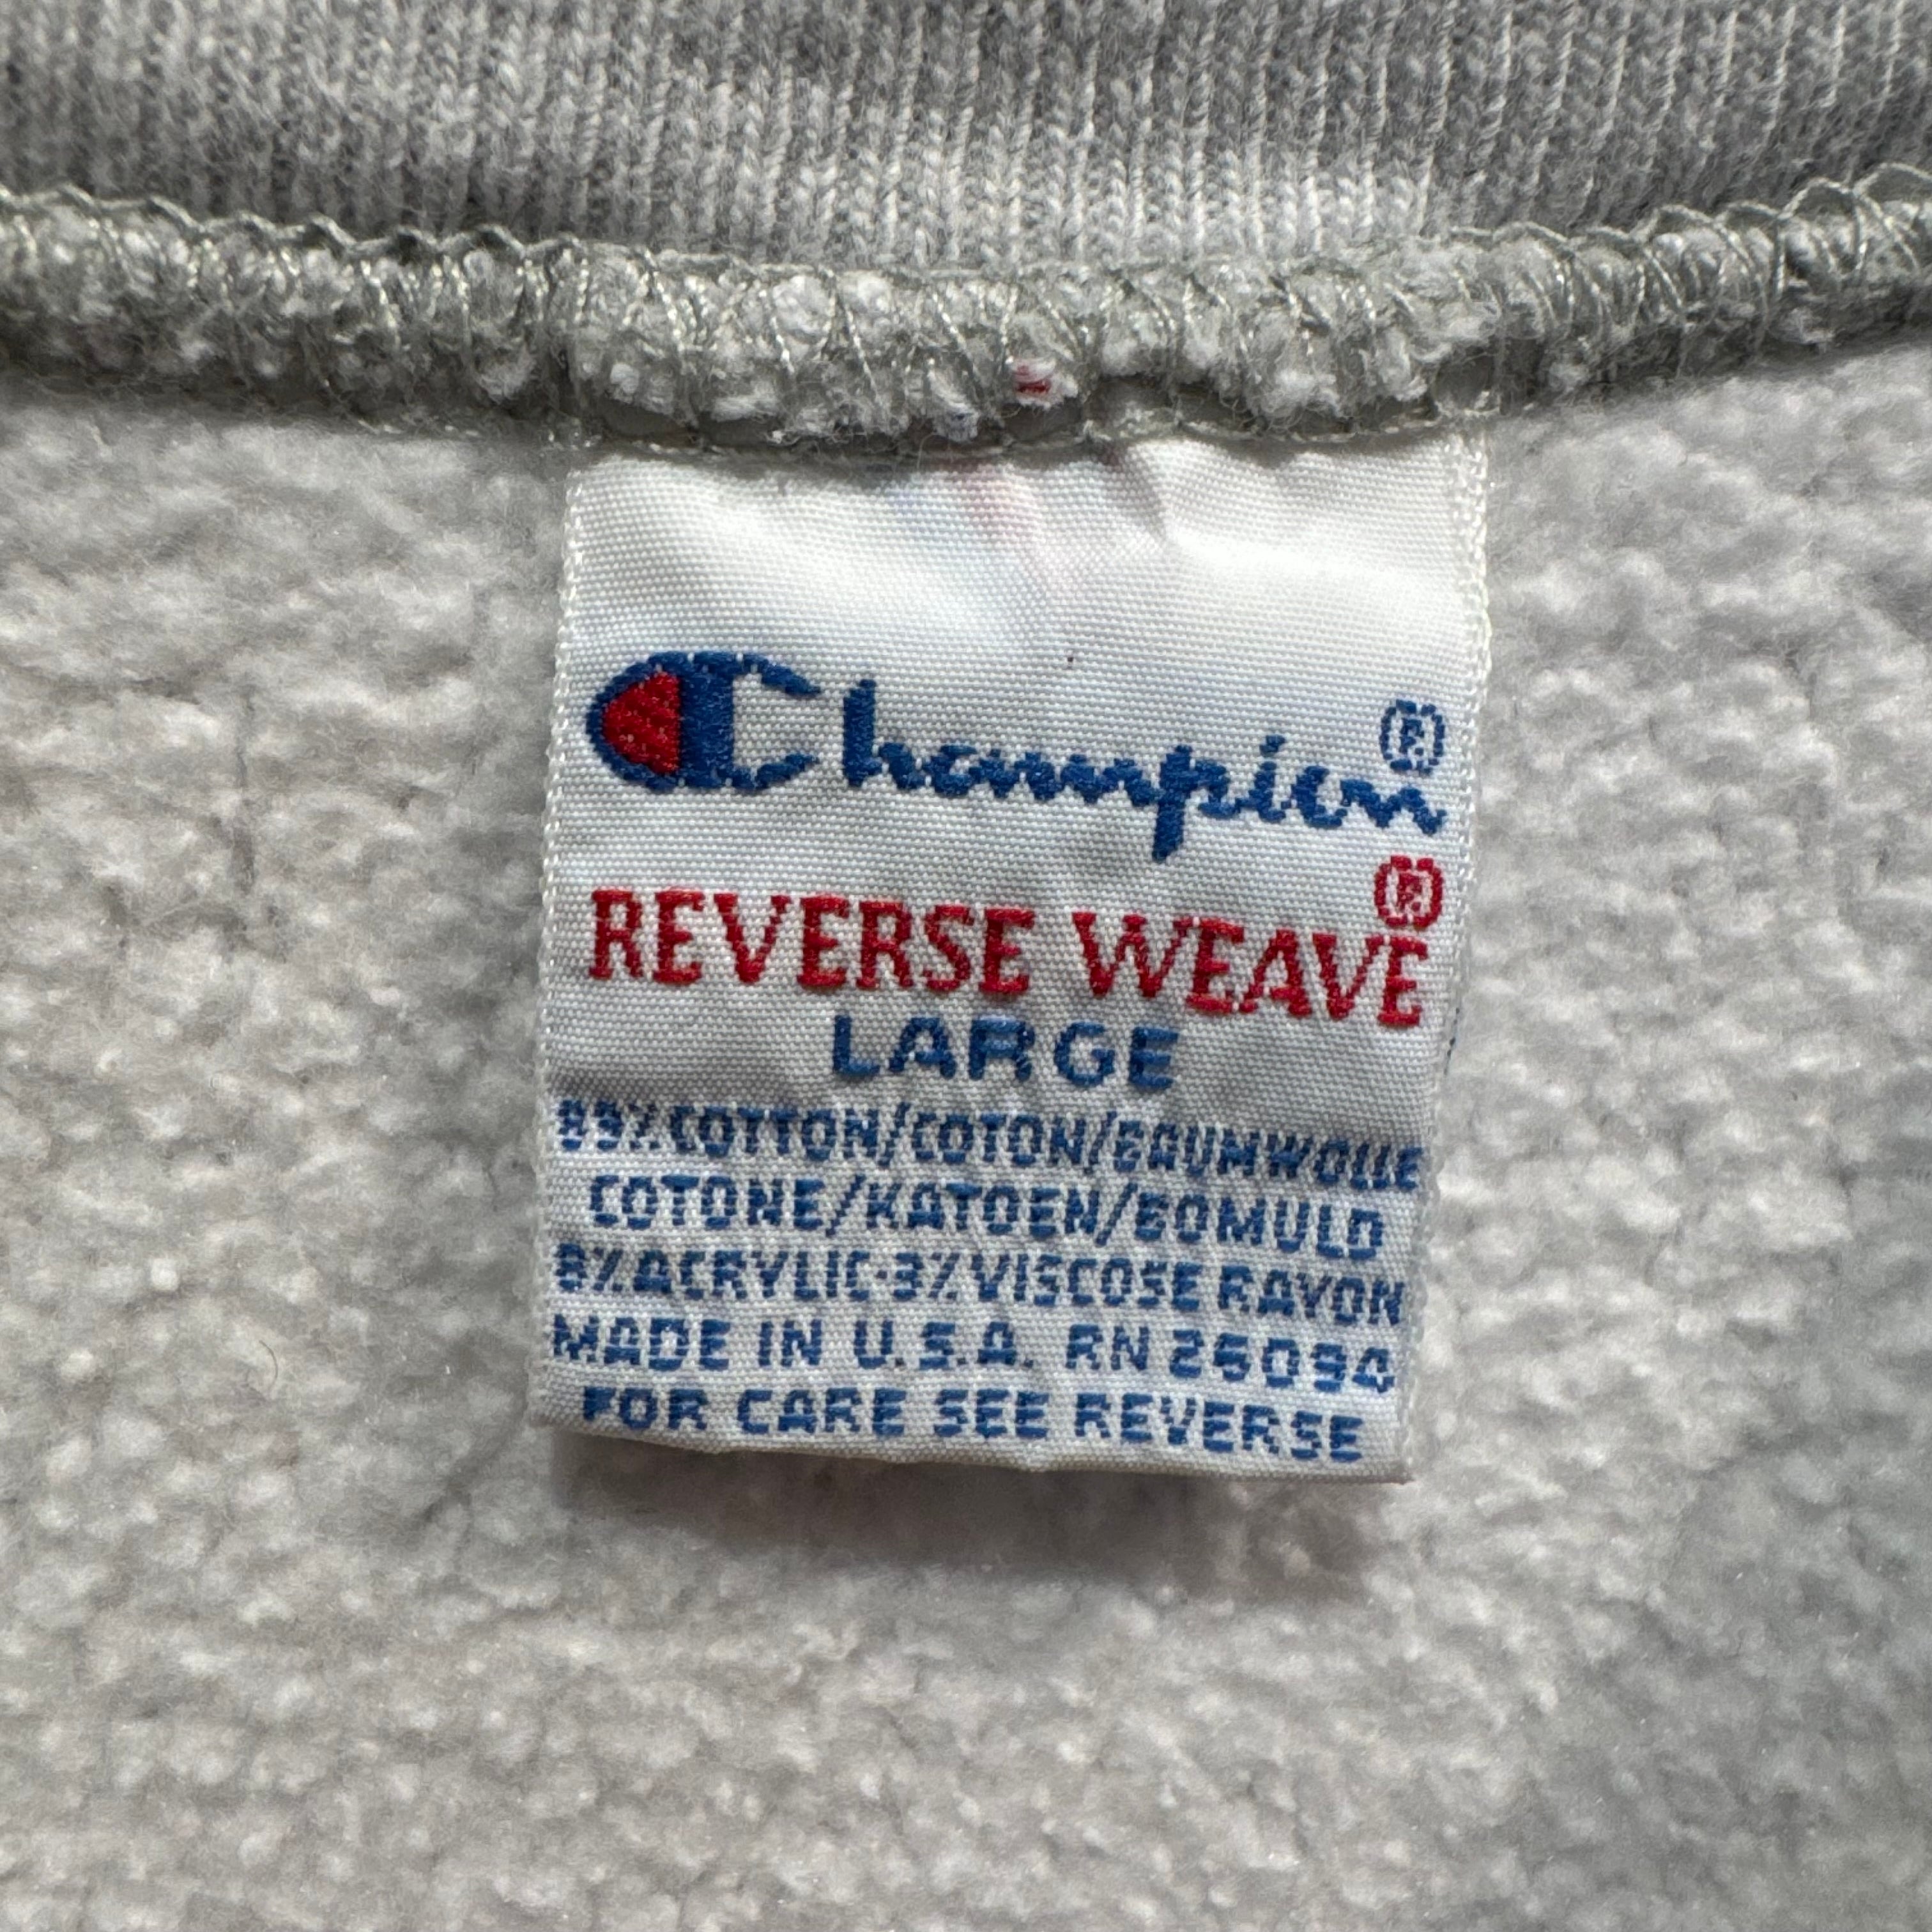 Champion®
REVERSE WEAVE®
LARGE
89% COTTON/COTON/BAUMWOLLE
COTONE/KATOEN/BOMULD
8% ACRYLIC-3% VISCOSE RAYON
MADE IN U.S.A. RN 26094
FOR CARE SEE REVERSE